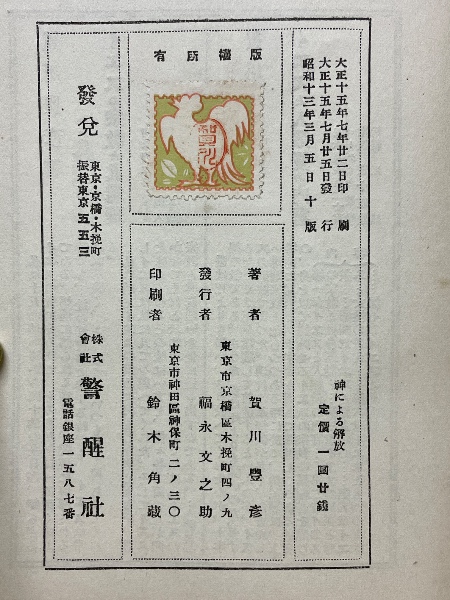 大正十五年七年廿二日印刷
大正十五年七月廿五日發行
昭和十三年三月五日十版
神による解放
定價一圓廿錢
版權所有
賀川
著者 賀川豐彦
東京市京橋區木挽町四ノ九
發行者 福永文之助
東京市神田區神保町二ノ三〇
印刷者 鈴木角藏
發兌
東京・京橋・木挽町
振替東京五五三
株式會社 警醒社
電話銀座一五八七番